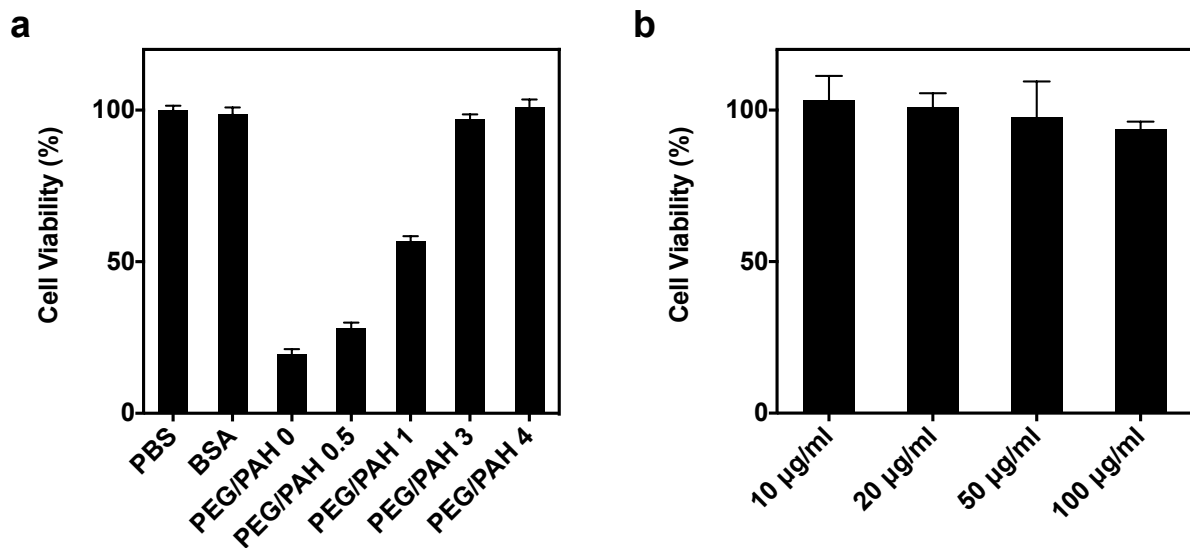 a
Cell Viability (%)
100
50
0
PBS
BSA
PEG/PAH 0
PEG/PAH 0.5
PEG/PAH 1
PEG/PAH 3
PEG/PAH 4
b
Cell Viability (%)
100
50
0
10 µg/ml
20 µg/ml
50 µg/ml
100 µg/ml